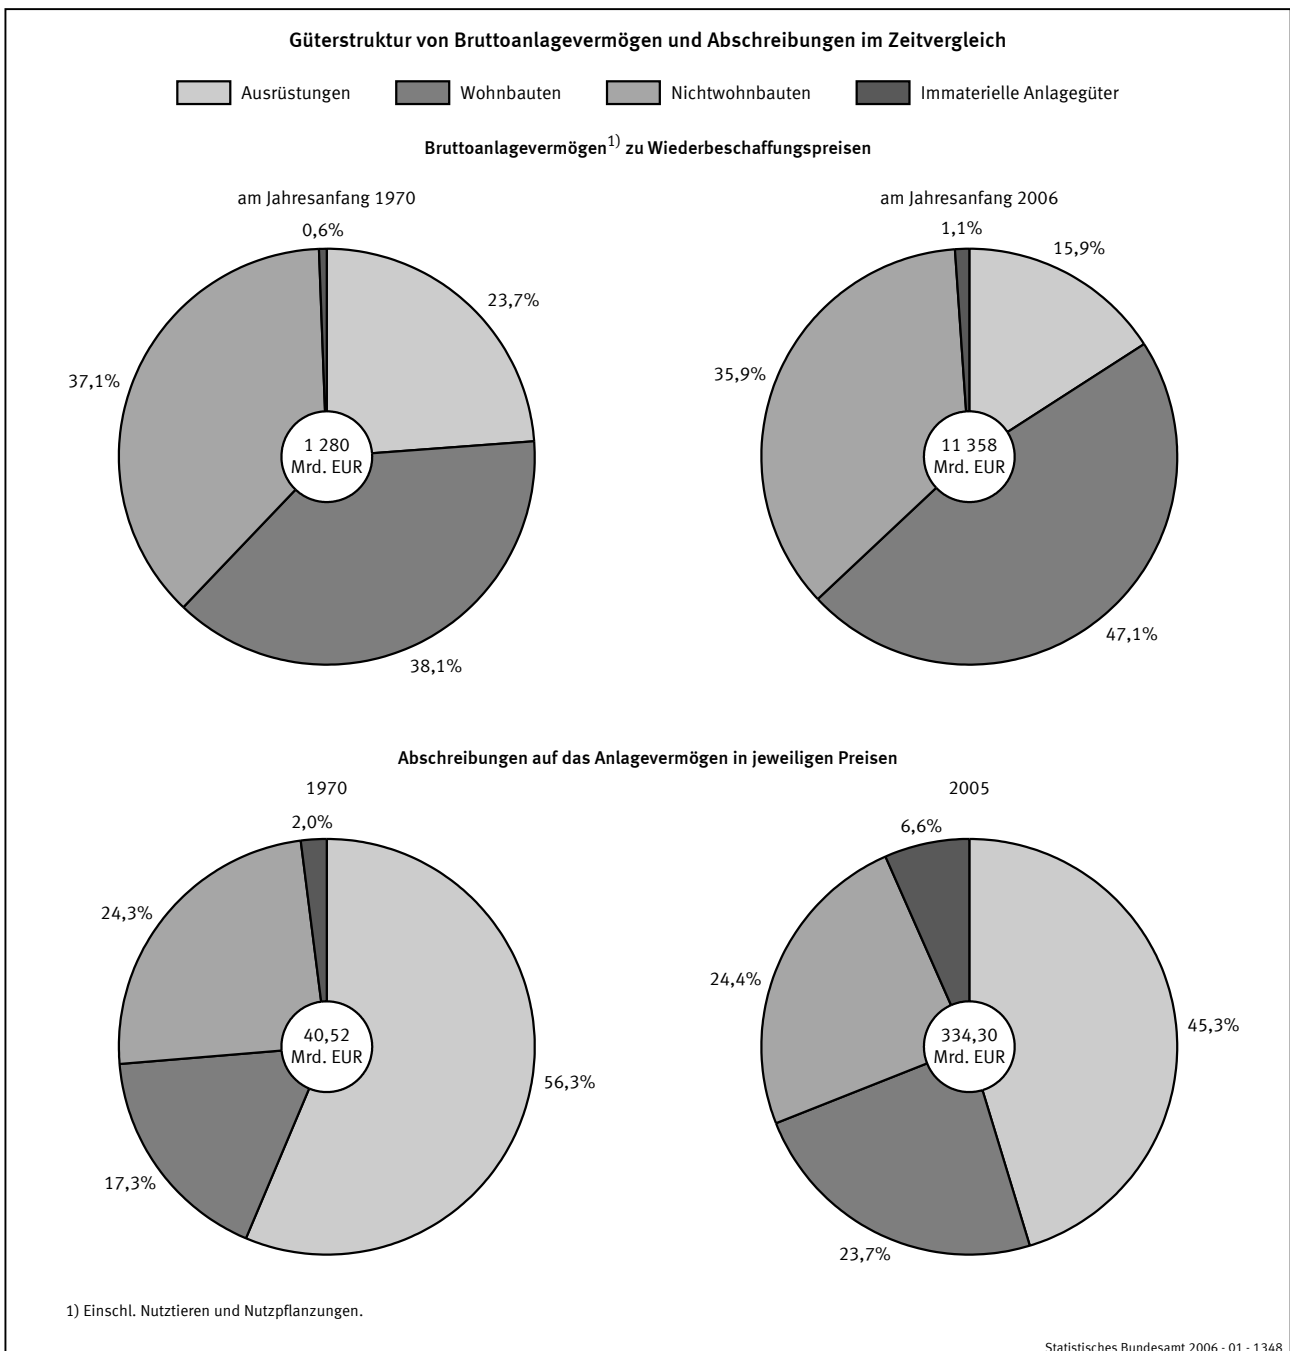 Güterstruktur von Bruttoanlagevermögen und Abschreibungen im Zeitvergleich
Ausrüstungen Wohnbauten Nichtwohnbauten Immaterielle Anlagegüter
Bruttoanlagevermögen1) zu Wiederbeschaffungspreisen
am Jahresanfang 1970
0,6%
23,7%
37,1%
1 280
Mrd. EUR
38,1%
am Jahresanfang 2006
1,1%
15,9%
35,9%
11 358
Mrd. EUR
47,1%
Abschreibungen auf das Anlagevermögen in jeweiligen Preisen
1970
2,0%
24,3%
40,52
Mrd. EUR
56,3%
17,3%
2005
6,6%
24,4%
334,30
Mrd. EUR
45,3%
23,7%
1) Einschl. Nutztieren und Nutzpflanzungen.
Statistisches Bundesamt 2006 - 01 - 1348